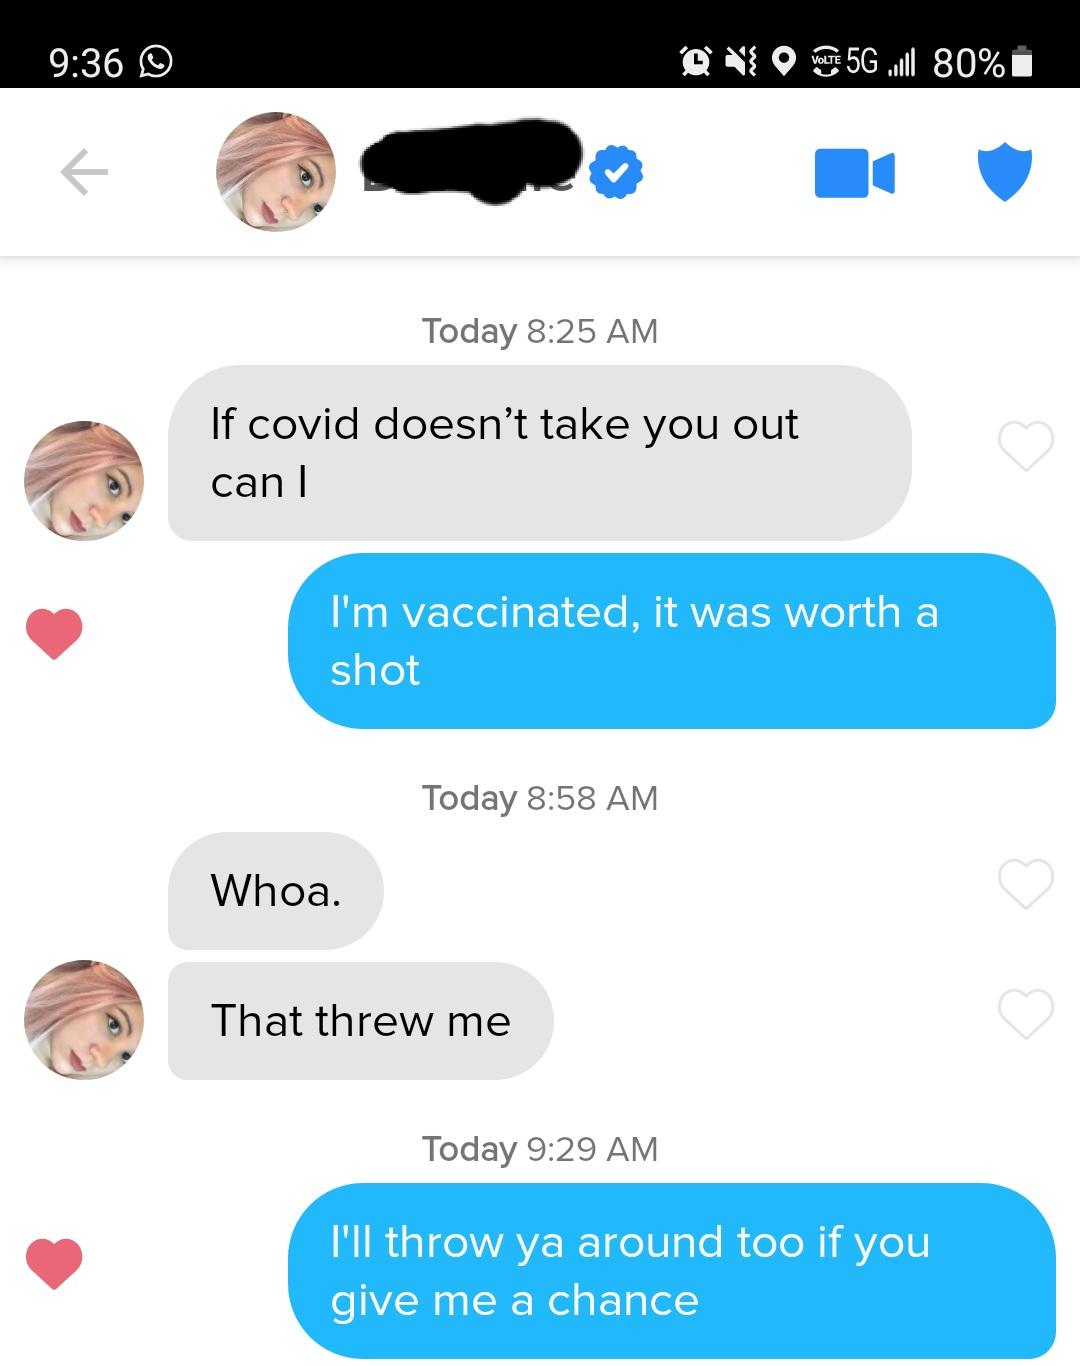 9:36 VoLTE 5G 80%
Today 8:25 AM
If covid doesn’t take you out
can I
I'm vaccinated, it was worth a
shot
Today 8:58 AM
Whoa.
That threw me
Today 9:29 AM
I'll throw ya around too if you
give me a chance